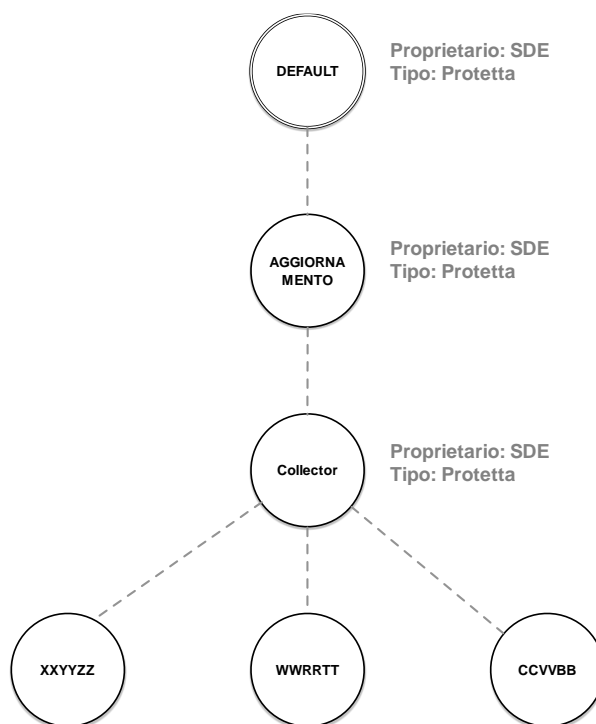 DEFAULT
Proprietario: SDE
Tipo: Protetta
AGGIORNA
MENTO
Proprietario: SDE
Tipo: Protetta
Collector
Proprietario: SDE
Tipo: Protetta
XXYYZZ
WWRRTT
CCVVBB